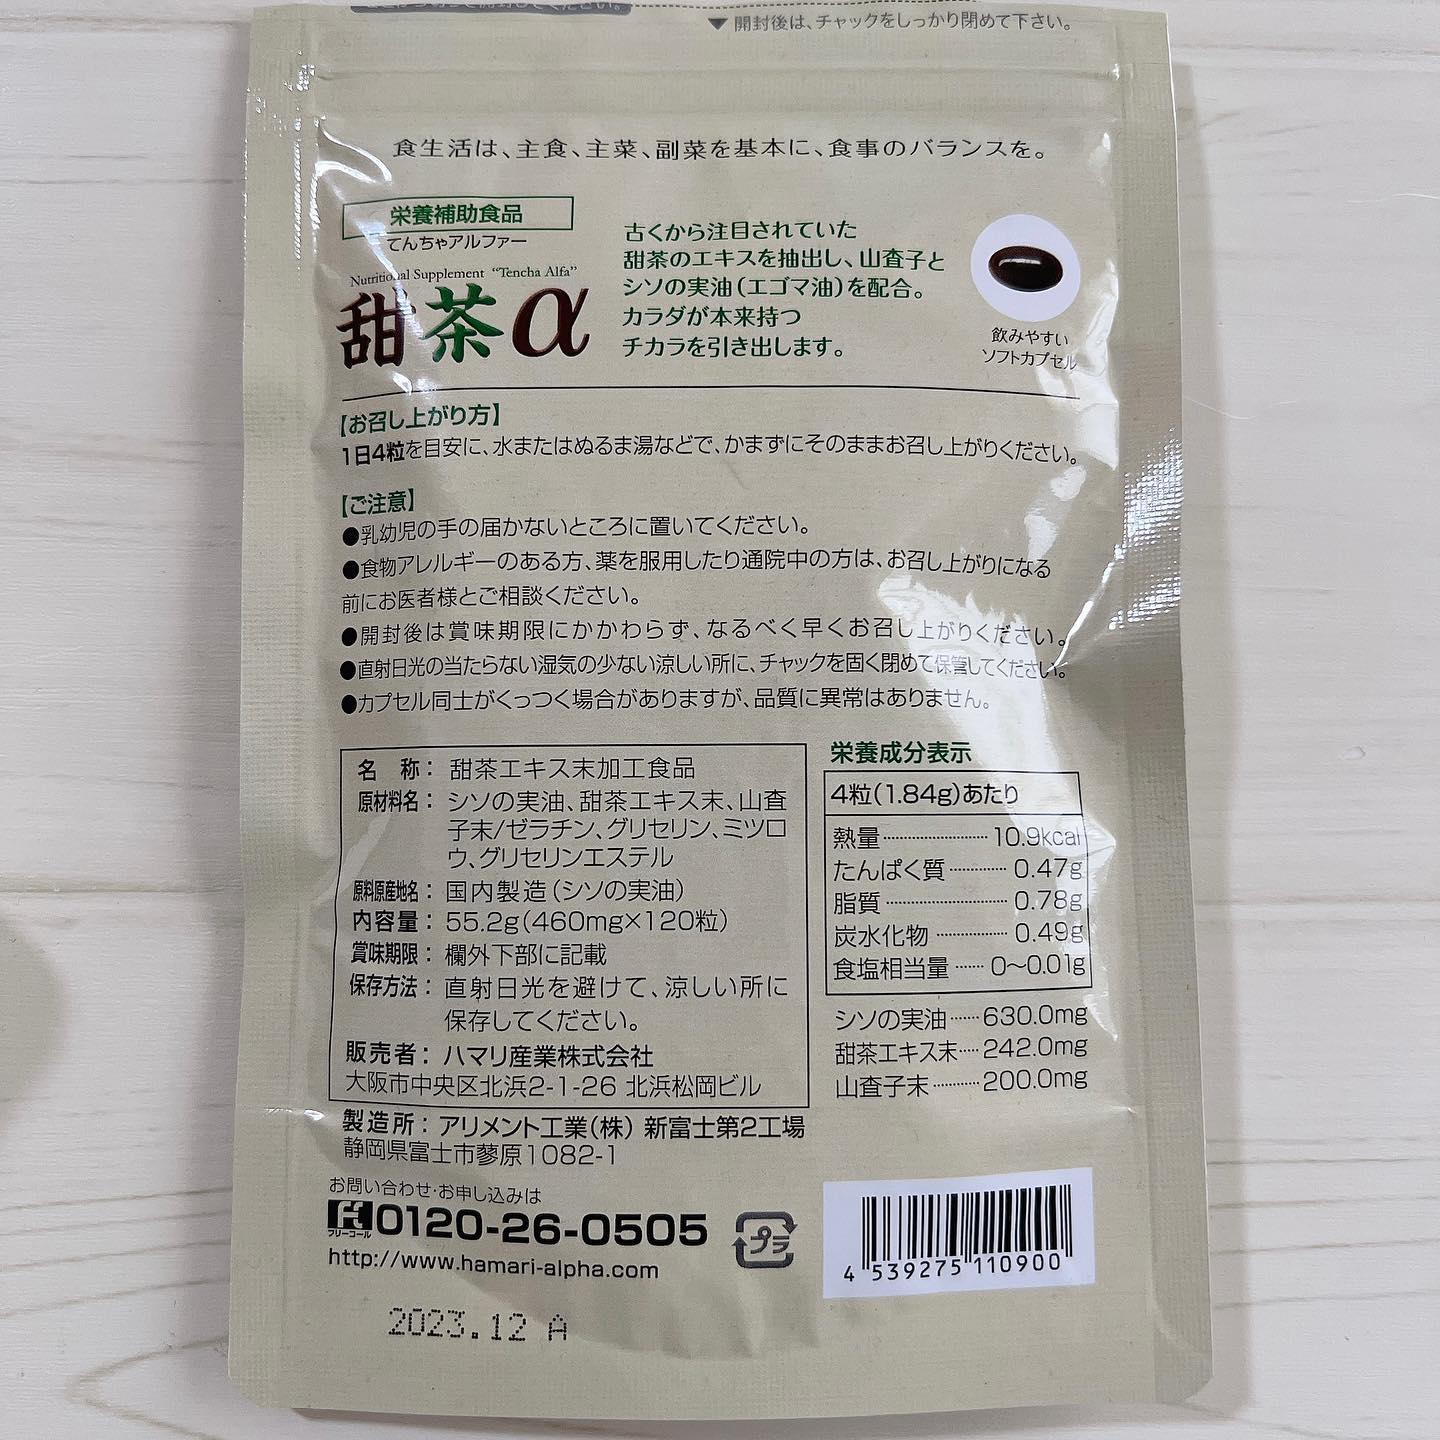 ▼開封後は、チャックをしっかり閉めて下さい。
食生活は、主食、主菜、副菜を基本に、食事のバランスを。
栄養補助食品
てんちゃアルファー
Nutritional Supplement "Tencha Alfa"
甜茶α
古くから注目されていた
甜茶のエキスを抽出し、山査子と
シソの実油(エゴマ油)を配合。
カラダが本来持つ
チカラを引き出します。
飲みやすい
ソフトカプセル
【お召し上がり方】
1日4粒を目安に、水またはぬるま湯などで、かまずにそのままお召し上がりください。
【ご注意】
●乳幼児の手の届かないところに置いてください。
●食物アレルギーのある方、薬を服用したり通院中の方は、お召し上がりになる
前にお医者様とご相談ください。
●開封後は賞味期限にかかわらず、なるべく早くお召し上がりください。
●直射日光の当たらない湿気の少ない涼しい所に、チャックを固く閉めて保管してください。
●カプセル同士がくっつく場合がありますが、品質に異常はありません。
名 称: 甜茶エキス末加工食品
原材料名: シソの実油、甜茶エキス末、山査
子末/ゼラチン、グリセリン、ミツロ
ウ、グリセリンエステル
原料原産地名: 国内製造(シソの実油)
内容量: 55.2g(460mg×120粒)
賞味期限: 欄外下部に記載
保存方法: 直射日光を避けて、涼しい所に
保存してください。
販売者: ハマリ産業株式会社
大阪市中央区北浜2-1-26 北浜松岡ビル
製造所: アリメント工業(株) 新富士第2工場
静岡県富士市蓼原1082-1
栄養成分表示
4粒(1.84g)あたり
熱量 10.9kcal
たんぱく質 0.47g
脂質 0.78g
炭水化物 0.49g
食塩相当量 0〜0.01g
シソの実油 630.0mg
甜茶エキス末 242.0mg
山査子末 200.0mg
お問い合わせ・お申し込みは
フリーコール 0120-26-0505
http://www.hamari-alpha.com
プラ
4 539275 110900
2023.12 A